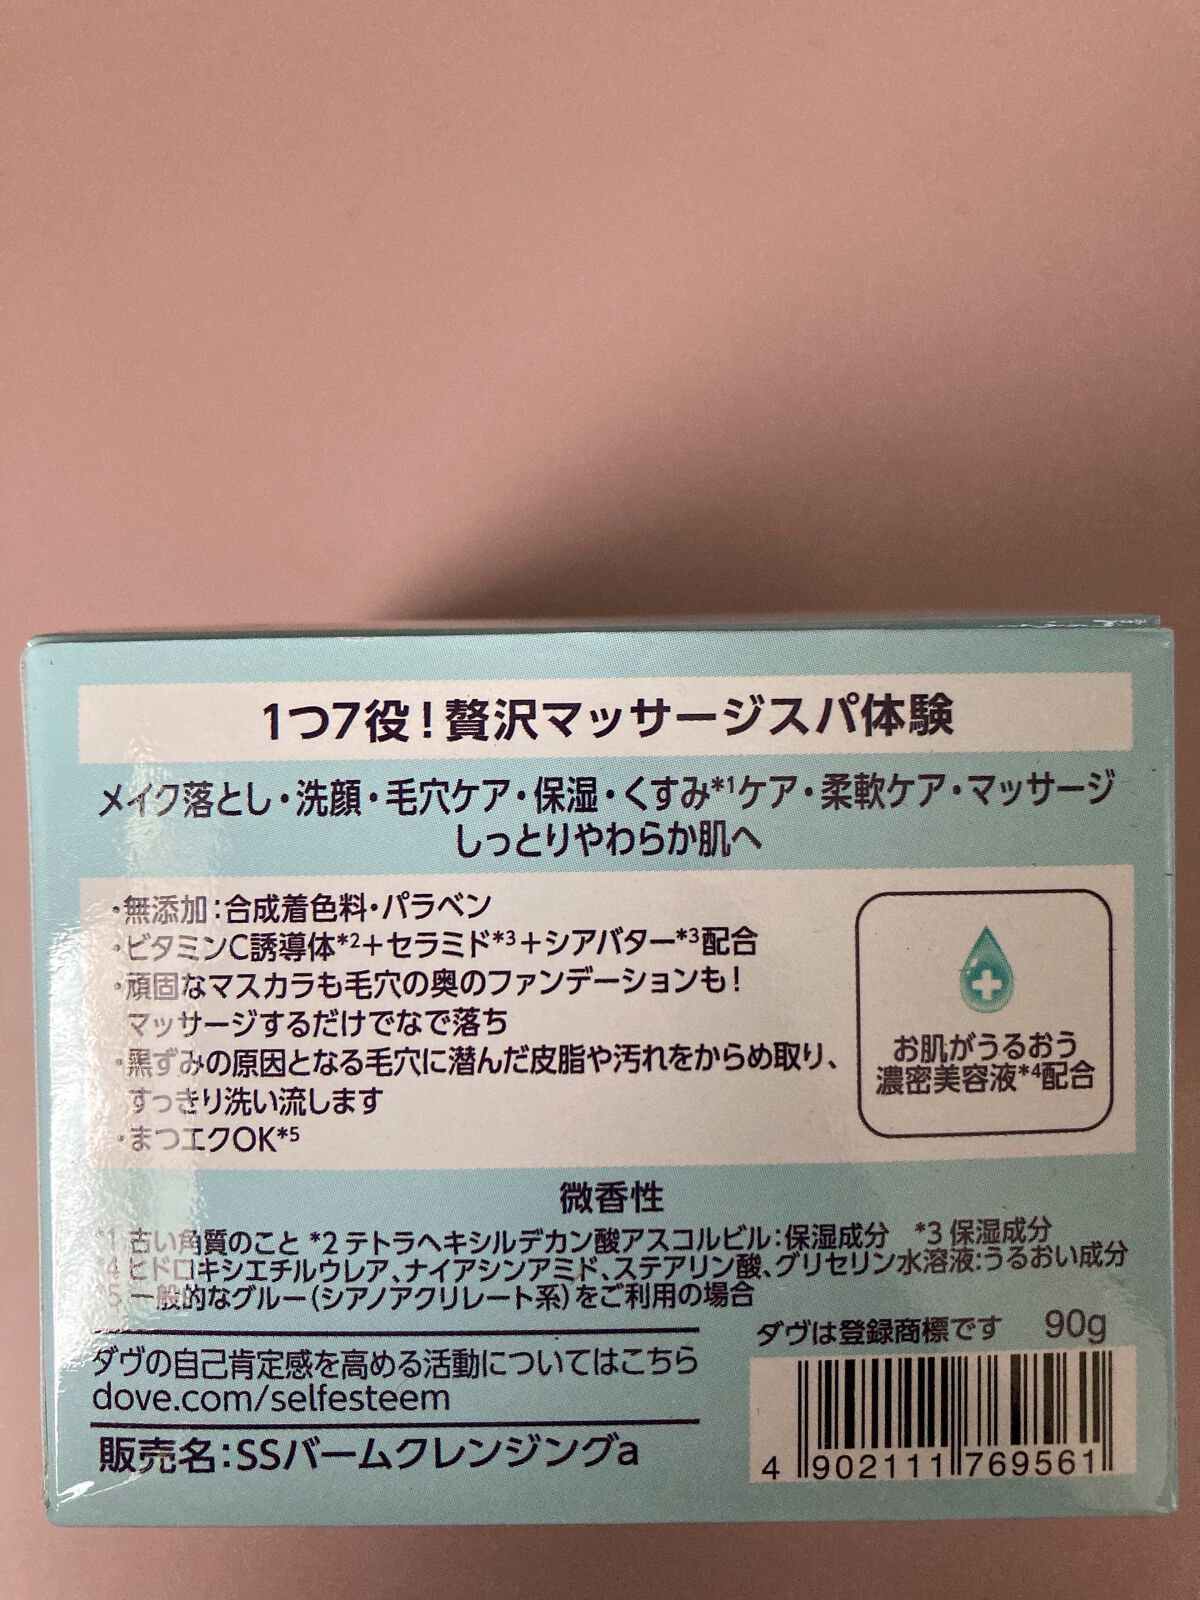 1つ7役！贅沢マッサージスパ体験
メイク落とし・洗顔・毛穴ケア・保湿・くすみ*1ケア・柔軟ケア・マッサージ
しっとりやわらか肌へ
・無添加：合成着色料・パラベン
・ビタミンC誘導体*2＋セラミド*3＋シアバター*3配合
・頑固なマスカラも毛穴の奥のファンデーションも！
マッサージするだけでなで落ち
・黒ずみの原因となる毛穴に潜んだ皮脂や汚れをからめ取り、
すっきり洗い流します
・まつエクOK*5
お肌がうるおう
濃密美容液*4配合
微香性
*1 古い角質のこと *2 テトラヘキシルデカン酸アスコルビル：保湿成分 *3 保湿成分
*4 ヒドロキシエチルウレア、ナイアシンアミド、ステアリン酸、グリセリン水溶液:うるおい成分
*5 一般的なグルー（シアノアクリレート系）をご利用の場合
ダヴは登録商標です 90g
ダヴの自己肯定感を高める活動についてはこちら
dove.com/selfesteem
販売名：SSバームクレンジングa
4 902111 769561